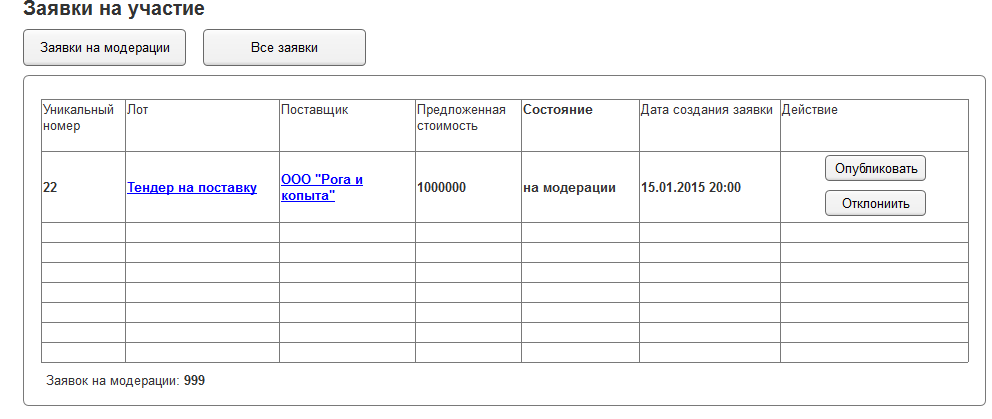 Заявки на участие
Заявки на модерации
Все заявки
Уникальный номер
Лот
Поставщик
Предложенная стоимость
Состояние
Дата создания заявки
Действие
22
Тендер на поставку
ООО "Рога и копыта"
1000000
на модерации
15.01.2015 20:00
Опубликовать
Отклониить
Заявок на модерации: 999